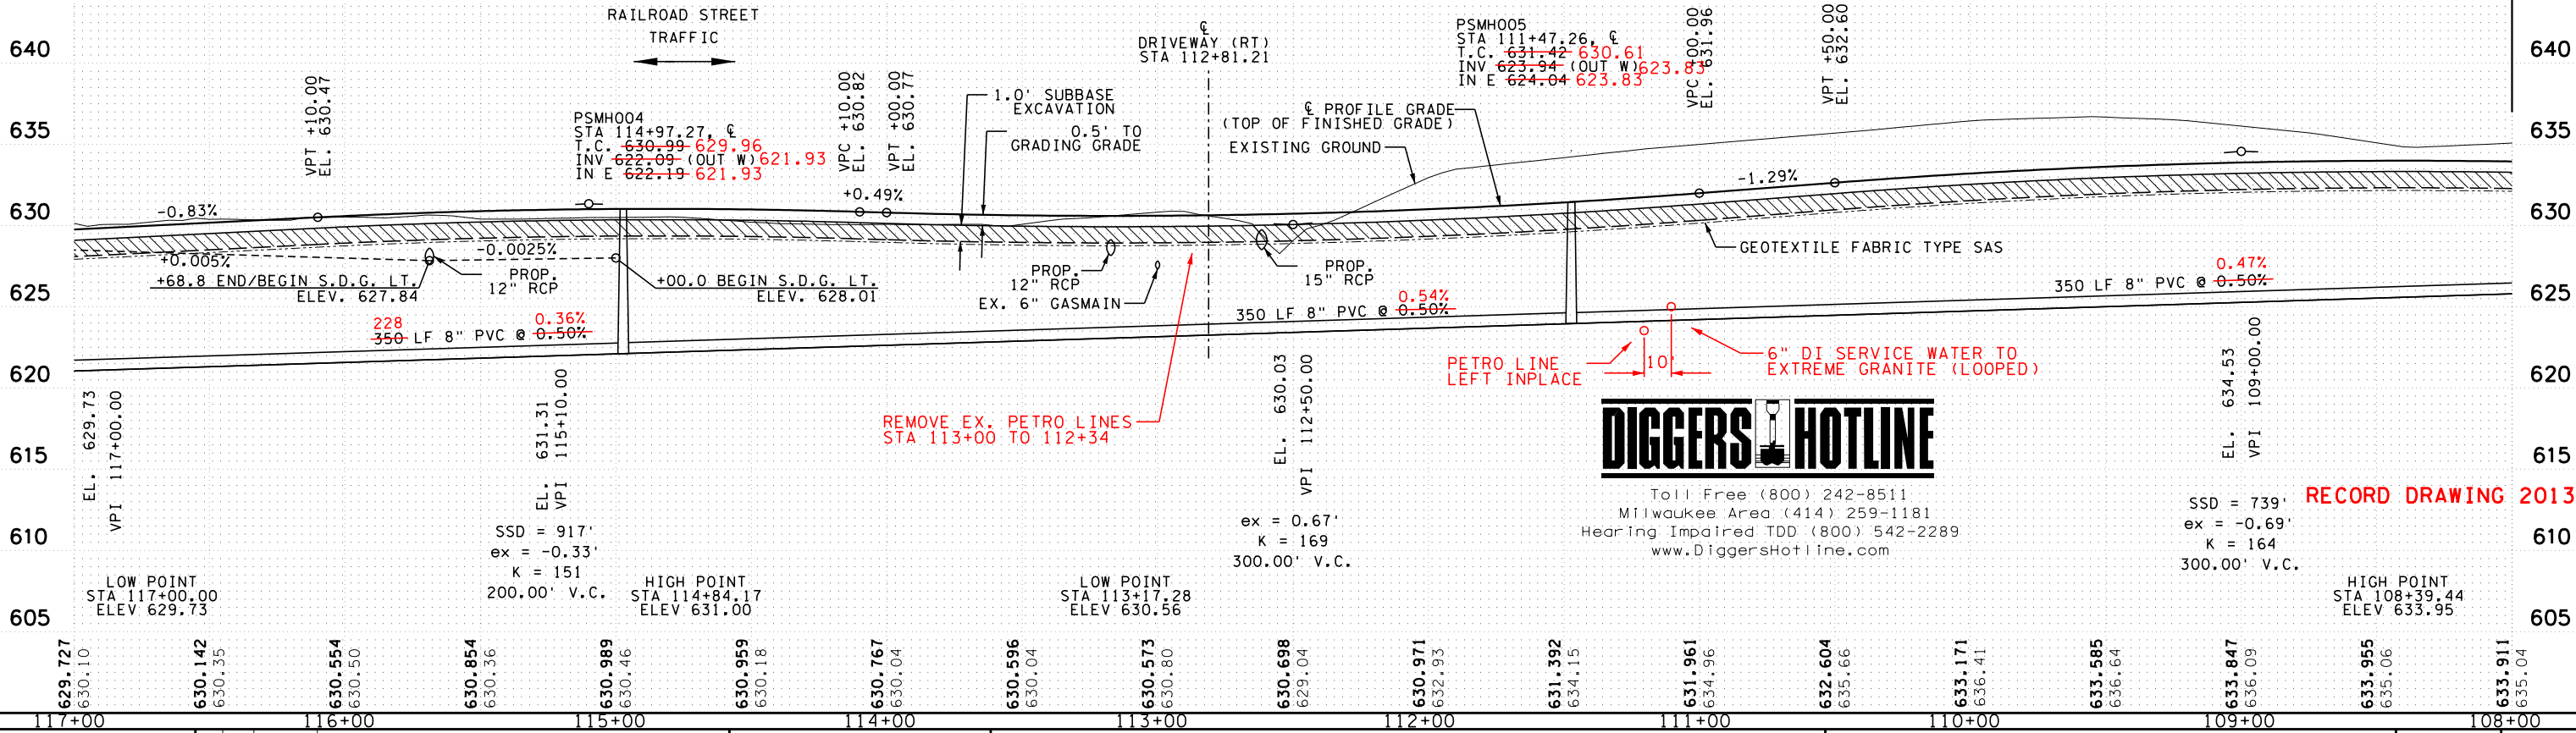 RAILROAD STREET
TRAFFIC
640
635
630
625
620
615
610
605
640
635
630
625
620
615
610
605
VPT +10.00
EL. 630.47
PSMH004
STA 114+97.27, ℄
T.C. 630.99 629.96
INV 622.09 (OUT W) 621.93
IN E 622.19 621.93
VPC +10.00
EL. 630.82
VPT +00.00
EL. 630.77
1.0' SUBBASE
EXCAVATION
0.5' TO
GRADING GRADE
℄
DRIVEWAY (RT)
STA 112+81.21
℄ PROFILE GRADE
(TOP OF FINISHED GRADE)
EXISTING GROUND
PSMH005
STA 111+47.26, ℄
T.C. 631.42 630.61
INV 623.94 (OUT W) 623.83
IN E 624.04 623.83
VPC +00.00
EL. 631.96
VPT +50.00
EL. 632.60
-0.83%
+0.49%
-1.29%
+0.005%
-0.0025%
+68.8 END/BEGIN S.D.G. LT.
ELEV. 627.84
PROP.
12" RCP
+00.0 BEGIN S.D.G. LT.
ELEV. 628.01
PROP.
12" RCP
EX. 6" GASMAIN
PROP.
15" RCP
GEOTEXTILE FABRIC TYPE SAS
228
0.36%
350 LF 8" PVC @ 0.50%
0.54%
350 LF 8" PVC @ 0.50%
0.47%
350 LF 8" PVC @ 0.50%
REMOVE EX. PETRO LINES
STA 113+00 TO 112+34
PETRO LINE
LEFT INPLACE
10'
6" DI SERVICE WATER TO
EXTREME GRANITE (LOOPED)
EL. 629.73
VPI 117+00.00
EL. 631.31
VPI 115+10.00
EL. 630.03
VPI 112+50.00
EL. 634.53
VPI 109+00.00
DIGGERS HOTLINE
Toll Free (800) 242-8511
Milwaukee Area (414) 259-1181
Hearing Impaired TDD (800) 542-2289
www.DiggersHotline.com
RECORD DRAWING 2013
SSD = 917'
ex = -0.33'
K = 151
200.00' V.C.
ex = 0.67'
K = 169
300.00' V.C.
SSD = 739'
ex = -0.69'
K = 164
300.00' V.C.
LOW POINT
STA 117+00.00
ELEV 629.73
HIGH POINT
STA 114+84.17
ELEV 631.00
LOW POINT
STA 113+17.28
ELEV 630.56
HIGH POINT
STA 108+39.44
ELEV 633.95
629.727
630.10
630.142
630.35
630.554
630.50
630.854
630.36
630.989
630.46
630.959
630.18
630.767
630.04
630.596
630.04
630.573
630.80
630.698
629.04
630.971
632.93
631.392
634.15
631.961
634.96
632.604
635.66
633.171
636.41
633.585
636.64
633.847
636.09
633.955
635.06
633.911
635.04
117+00
116+00
115+00
114+00
113+00
112+00
111+00
110+00
109+00
108+00